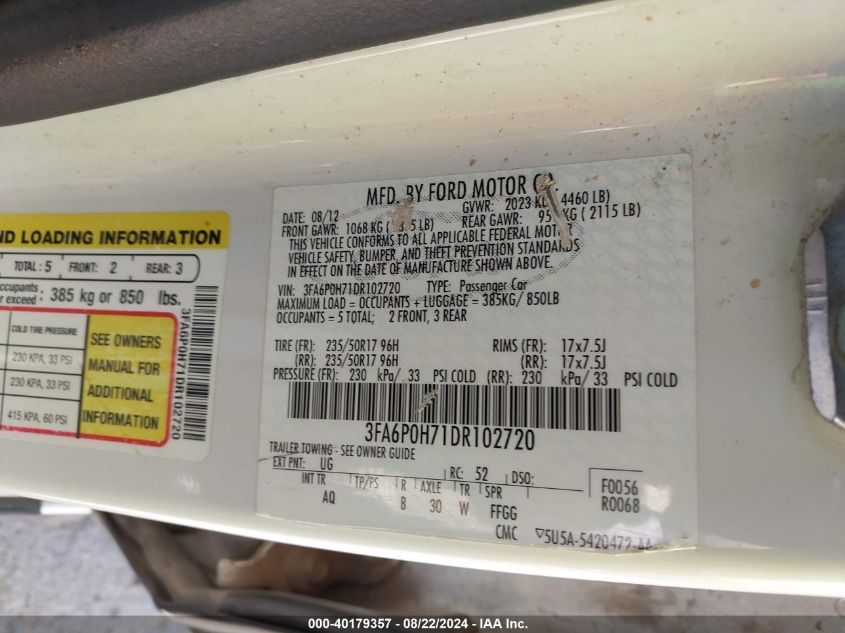 MFD. BY FORD MOTOR CO.
DATE: 08/12
GVWR: 2023 KG ( 4460 LB)
FRONT GAWR: 1068 KG ( LB)
REAR GAWR: KG ( 2115 LB)
THIS VEHICLE CONFORMS TO ALL APPLICABLE FEDERAL MOTOR
VEHICLE SAFETY, BUMPER, AND THEFT PREVENTION STANDARDS
IN EFFECT ON THE DATE OF MANUFACTURE SHOWN ABOVE.
VIN: 3FA6P0H71DR102720 TYPE: Passenger Car
MAXIMUM LOAD = OCCUPANTS + LUGGAGE = 385KG/ 850LB
OCCUPANTS = 5 TOTAL; 2 FRONT, 3 REAR
TIRE (FR): 235/50R17 96H RIMS (FR): 17x7.5J
(RR): 235/50R17 96H (RR): 17x7.5J
PRESSURE (FR): 230 kPa/ 33 PSI COLD (RR): 230 kPa/ 33 PSI COLD
3FA6P0H71DR102720
TRAILER TOWING - SEE OWNER GUIDE
EXT PNT: UG RC: 52 DSO:
INT TR TP/PS R AXLE TR SPR
AQ B 30 W FFGG
F0056
R0068
CMC ▽5U5A-5420472-AA
ND LOADING INFORMATION
TOTAL: 5 FRONT: 2 REAR: 3
occupants
r exceed : 385 kg or 850 lbs.
COLD TIRE PRESSURE
230 KPA, 33 PSI
230 KPA, 33 PSI
415 KPA, 60 PSI
SEE OWNERS
MANUAL FOR
ADDITIONAL
INFORMATION
3FA6P0H71DR102720
000-40179357 - 08/22/2024 - IAA Inc.